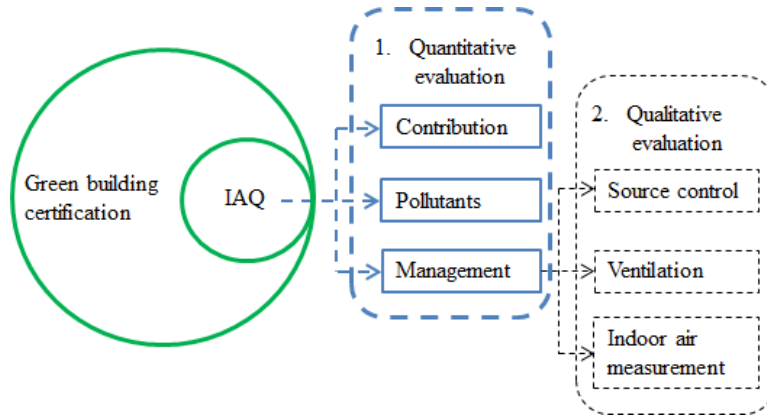 Green building
certification
IAQ
1. Quantitative
evaluation
Contribution
Pollutants
Management
2. Qualitative
evaluation
Source control
Ventilation
Indoor air
measurement